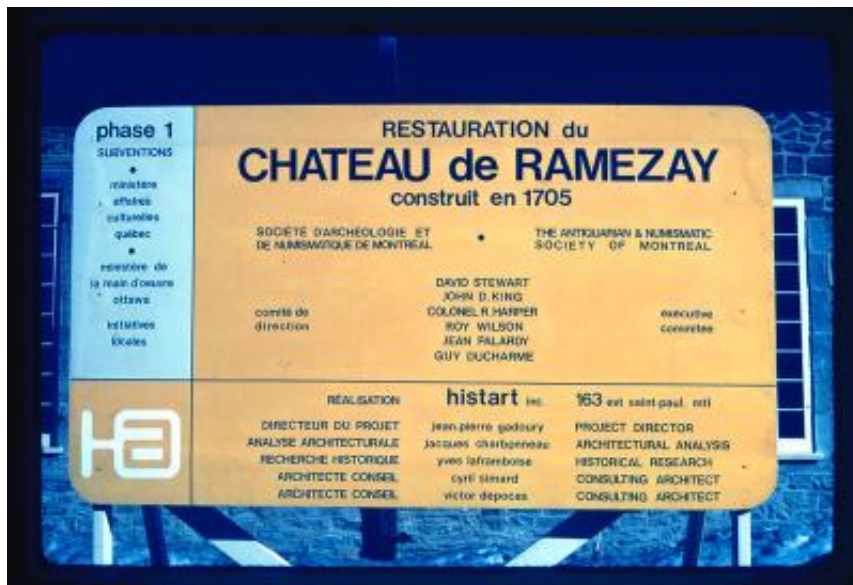 phase 1
SUBVENTIONS
ministère
affaires
culturelles
québec
ministère de
la main d'oeuvre
ottawa
initiatives
locales
RESTAURATION du
CHATEAU de RAMEZAY
construit en 1705
SOCIÉTÉ D'ARCHEOLOGIE ET
DE NUMISMATIQUE DE MONTREAL
THE ANTIQUARIAN & NUMISMATIC
SOCIETY OF MONTREAL
comité de
direction
DAVID STEWART
JOHN D. KING
COLONEL R. HARPER
ROY WILSON
JEAN PALARDY
GUY DUCHARME
executive
commitee
RÉALISATION histart inc. 163 est saint-paul, mtl
DIRECTEUR DU PROJET jean-pierre gadoury PROJECT DIRECTOR
ANALYSE ARCHITECTURALE jacques charbonneau ARCHITECTURAL ANALYSIS
RECHERCHE HISTORIQUE yves laframboise HISTORICAL RESEARCH
ARCHITECTE CONSEIL cyril simard CONSULTING ARCHITECT
ARCHITECTE CONSEIL victor depocas CONSULTING ARCHITECT